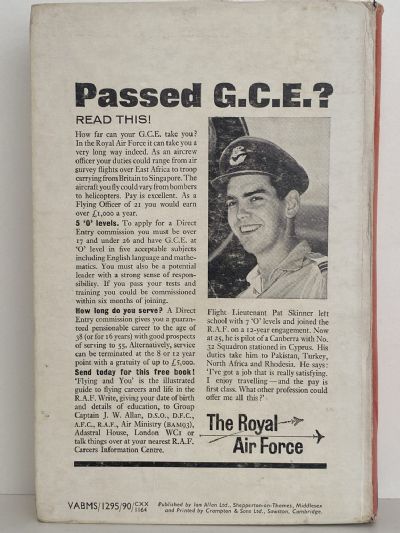 Passed G.C.E.?
READ THIS!
How far can your G.C.E. take you?
In the Royal Air Force it can take you a
very long way indeed. As an aircrew
officer your duties could range from air
survey flights over East Africa to troop
carrying from Britain to Singapore. The
aircraft you fly could vary from bombers
to helicopters. Pay is excellent. As a
Flying Officer of 21 you would earn
over £1,000 a year.
5 'O' levels. To apply for a Direct
Entry commission you must be over
17 and under 26 and have G.C.E. at
'O' level in five acceptable subjects
including English language and mathe-
matics. You must also be a potential
leader with a strong sense of respon-
sibility. If you pass your tests and
training you could be commissioned
within six months of joining.
How long do you serve? A Direct
Entry commission gives you a guaran-
teed pensionable career to the age of
38 (or for 16 years) with good prospects
of serving to 55. Alternatively, service
can be terminated at the 8 or 12 year
point with a gratuity of up to £5,000.
Send today for this free book!
'Flying and You' is the illustrated
guide to flying careers and life in the
R.A.F. Write, giving your date of birth
and details of education, to Group
Captain J. W. Allan, D.S.O., D.F.C.,
A.F.C., R.A.F., Air Ministry (BAM93),
Adastral House, London WC1 or
talk things over at your nearest R.A.F.
Careers Information Centre.
Flight Lieutenant Pat Skinner left
school with 7 'O' levels and joined the
R.A.F. on a 12-year engagement. Now
at 25, he is pilot of a Canberra with No.
32 Squadron stationed in Cyprus. His
duties take him to Pakistan, Turkey,
North Africa and Rhodesia. He says:
'I've got a job that is really satisfying.
I enjoy travelling—and the pay is
first class. What other profession could
offer me all this?'
The Royal
Air Force
VABMS/1295/90/CXX
1164
Published by Ian Allan Ltd., Shepperton-on-Thames, Middlesex
and Printed by Crampton & Sons Ltd., Sawston, Cambridge.